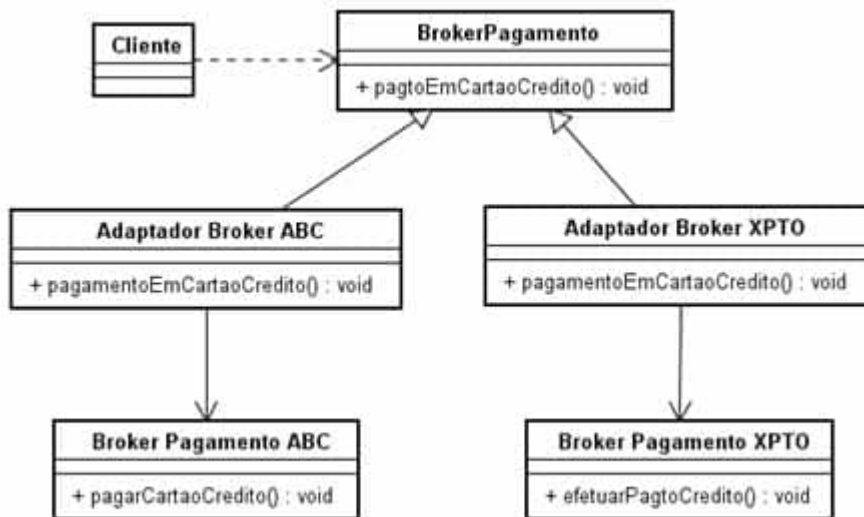 Cliente
BrokerPagamento
+ pagtoEmCartaoCredito() : void
Adaptador Broker ABC
+ pagamentoEmCartaoCredito() : void
Adaptador Broker XPTO
+ pagamentoEmCartaoCredito() : void
Broker Pagamento ABC
+ pagarCartaoCredito() : void
Broker Pagamento XPTO
+ efetuarPagtoCredito() : void